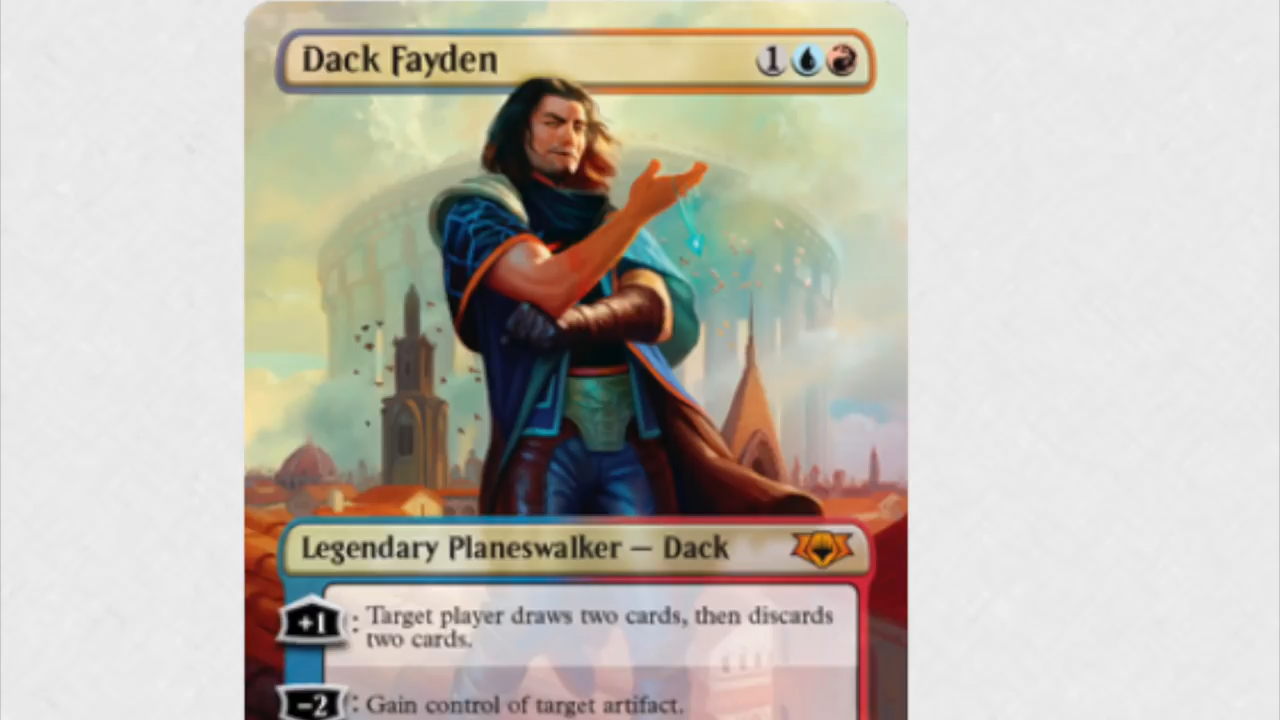 Dack Fayden 1
Legendary Planeswalker — Dack
+1 : Target player draws two cards, then discards
two cards.
−2 : Gain control of target artifact.